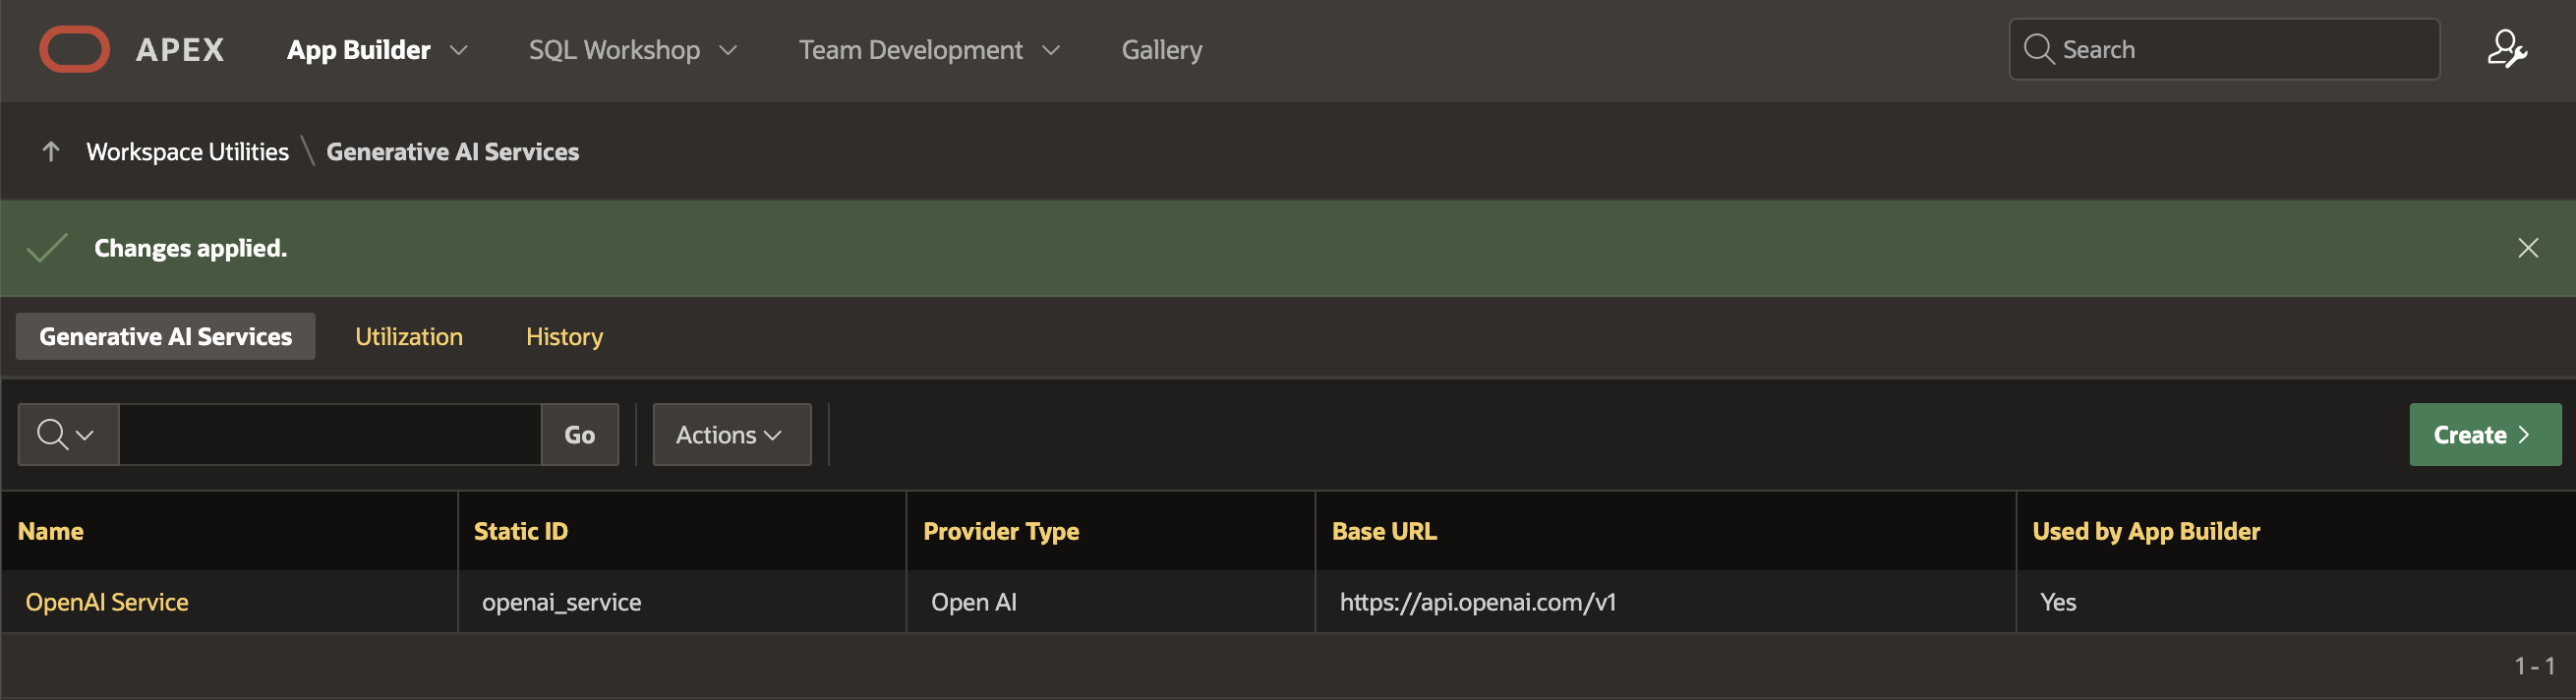 APEX App Builder SQL Workshop Team Development Gallery Search
Workspace Utilities \ Generative AI Services
Changes applied.
Generative AI Services Utilization History
Go Actions Create
Name Static ID Provider Type Base URL Used by App Builder
OpenAI Service openai_service Open AI https://api.openai.com/v1 Yes
1 - 1